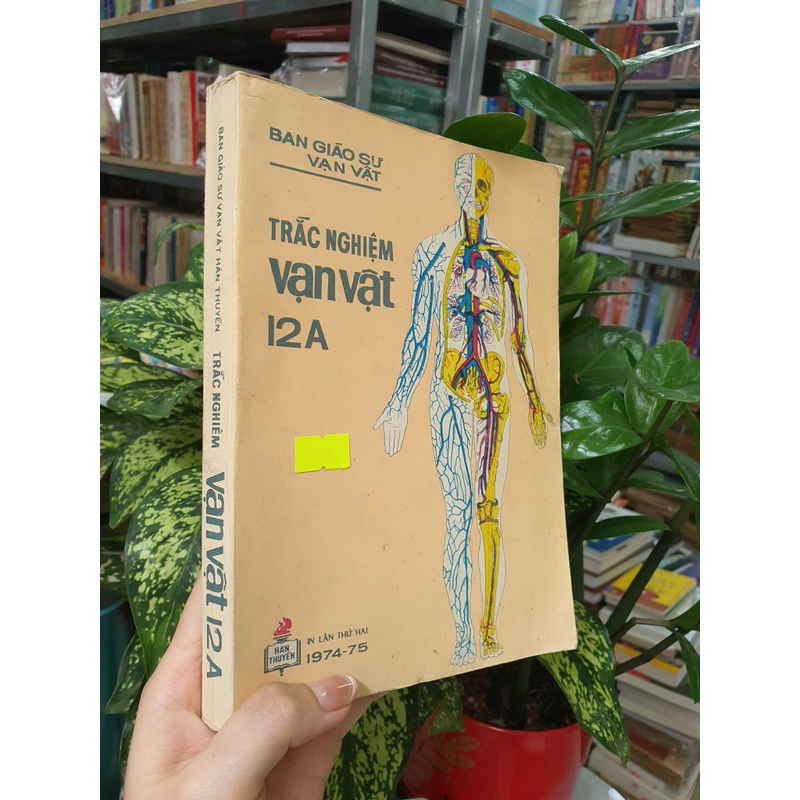 BAN GIÁO SƯ
VẠN VẬT
TRẮC NGHIỆM
VẠN VẬT
12A
HÀN
THUYÊN
IN LẦN THỨ HAI
1974-75
BAN GIÁO SƯ VẠN VẬT HÀN THUYÊN
TRẮC NGHIỆM
VẠN VẬT 12A